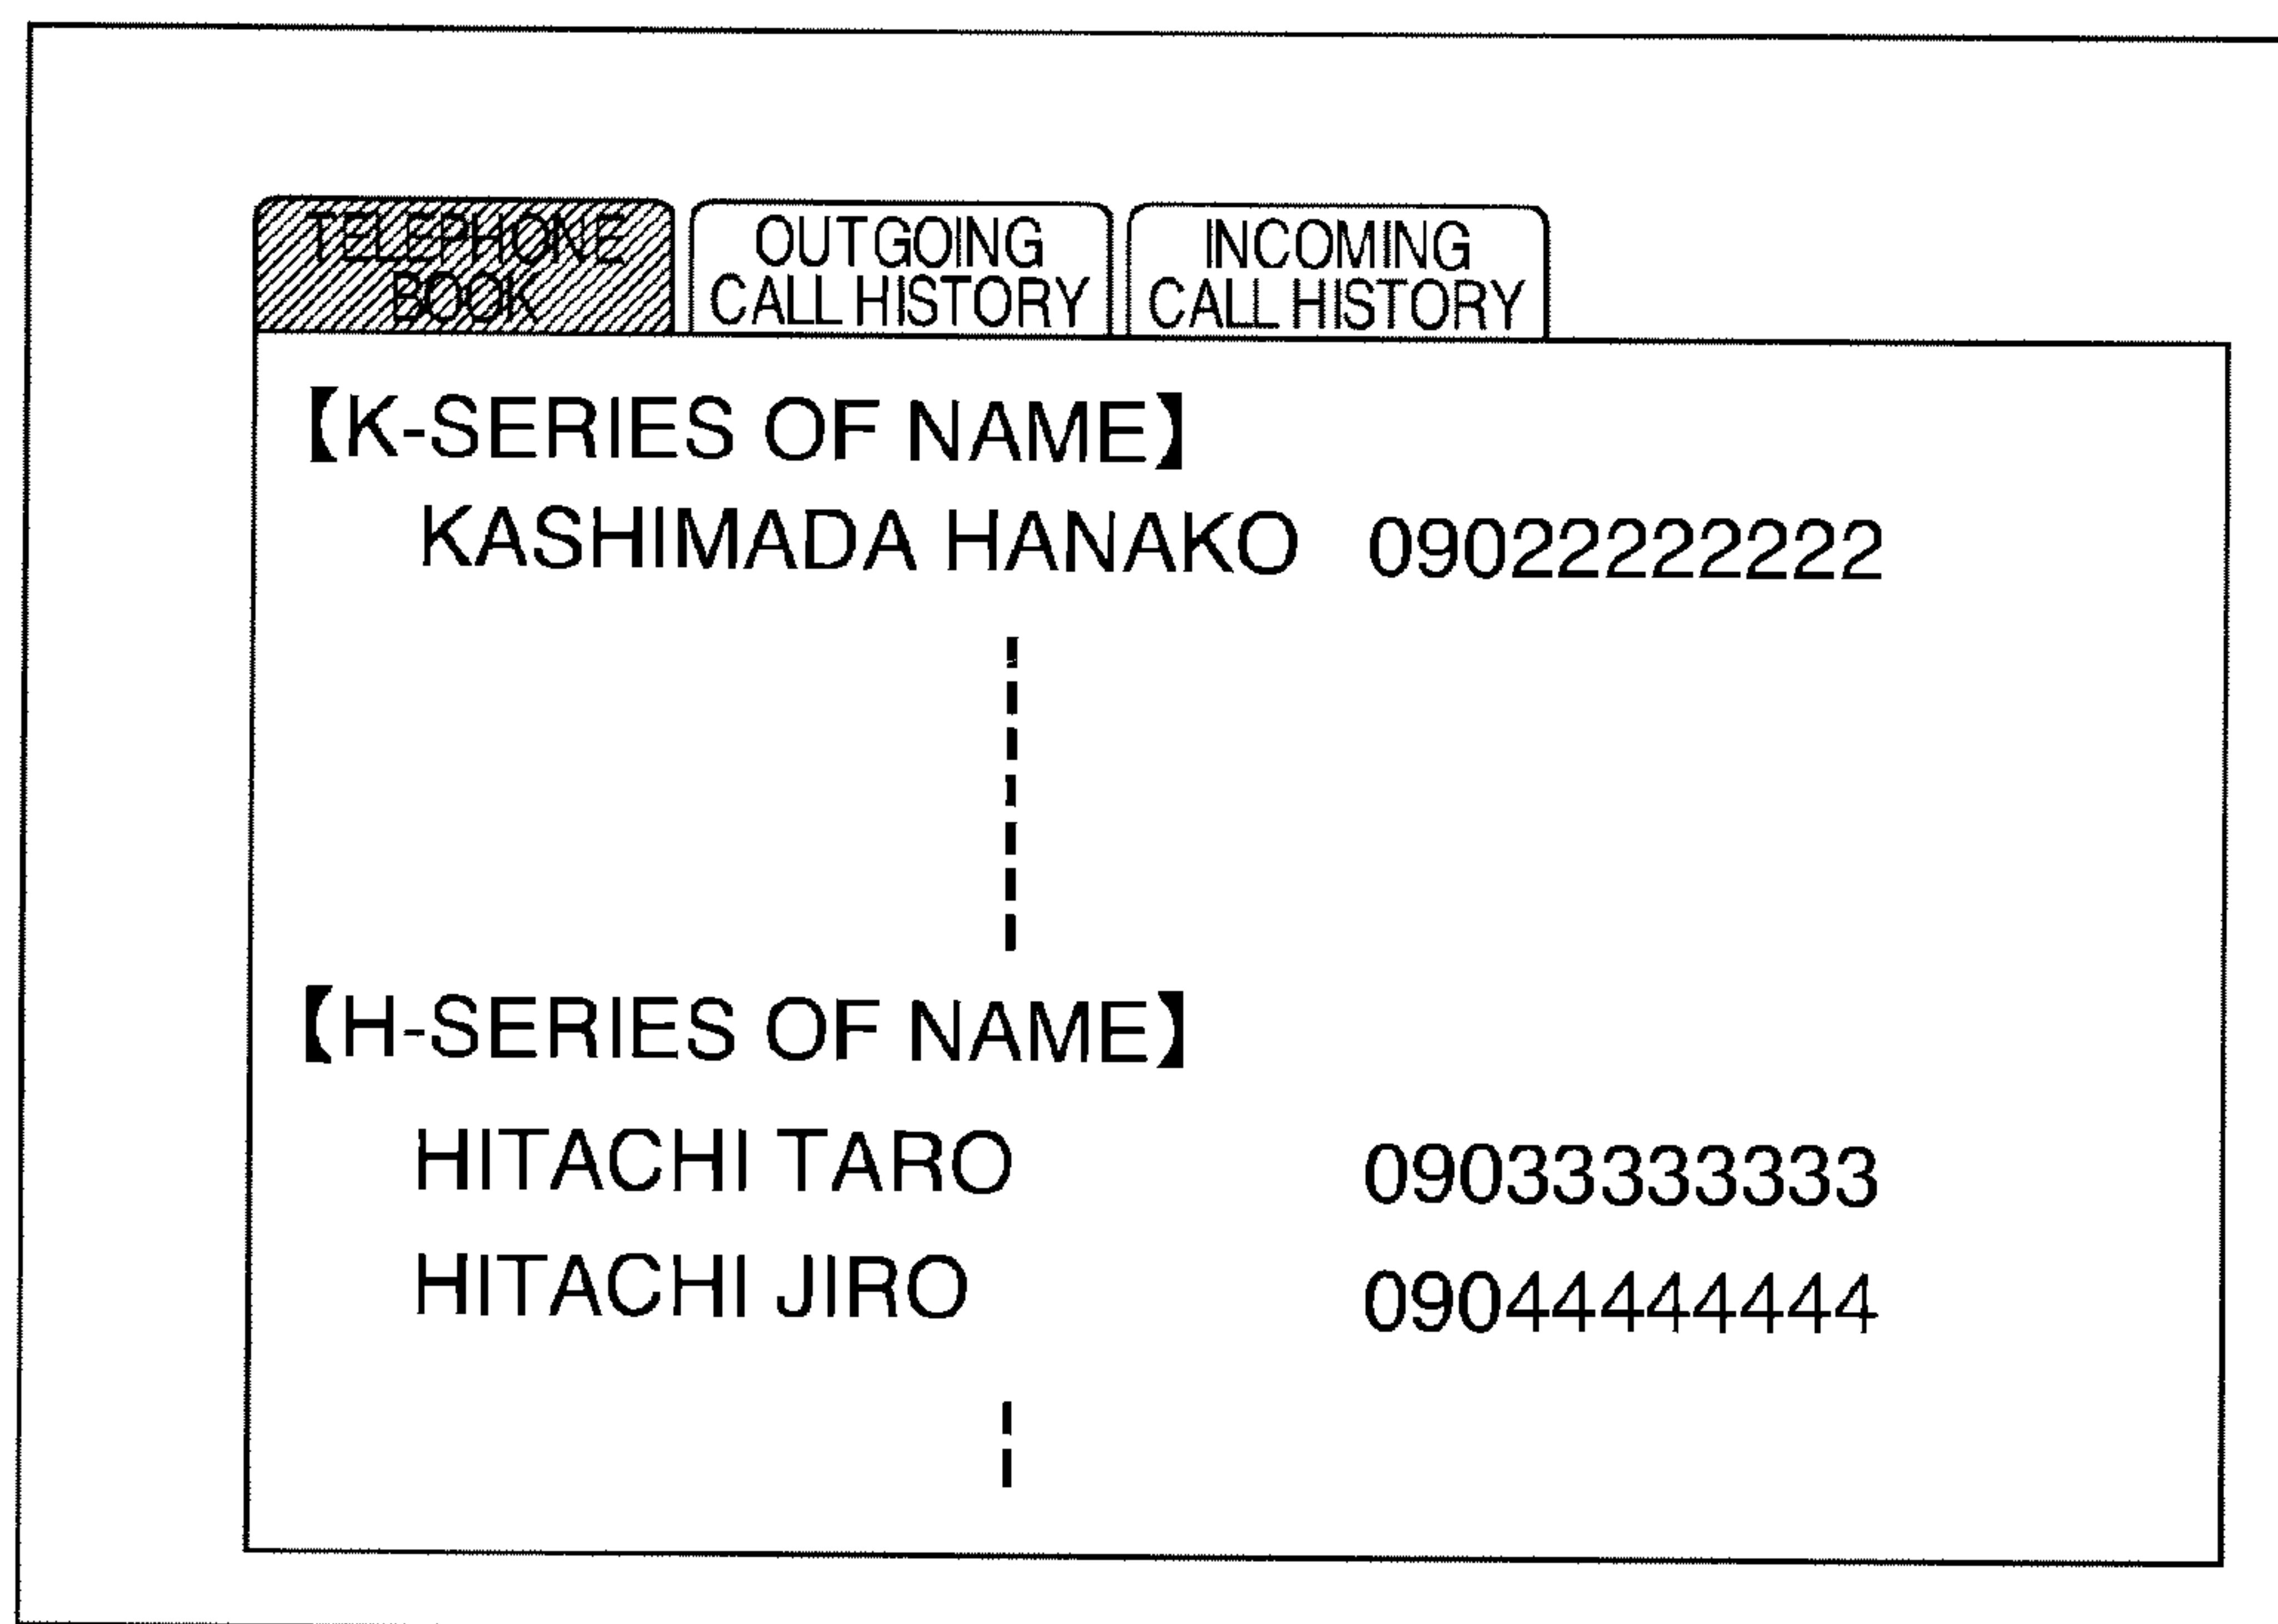 TELEPHONE
BOOK
OUTGOING
CALL HISTORY
INCOMING
CALL HISTORY
【K-SERIES OF NAME】
KASHIMADA HANAKO 09022222222
【H-SERIES OF NAME】
HITACHI TARO 09033333333
HITACHI JIRO 09044444444